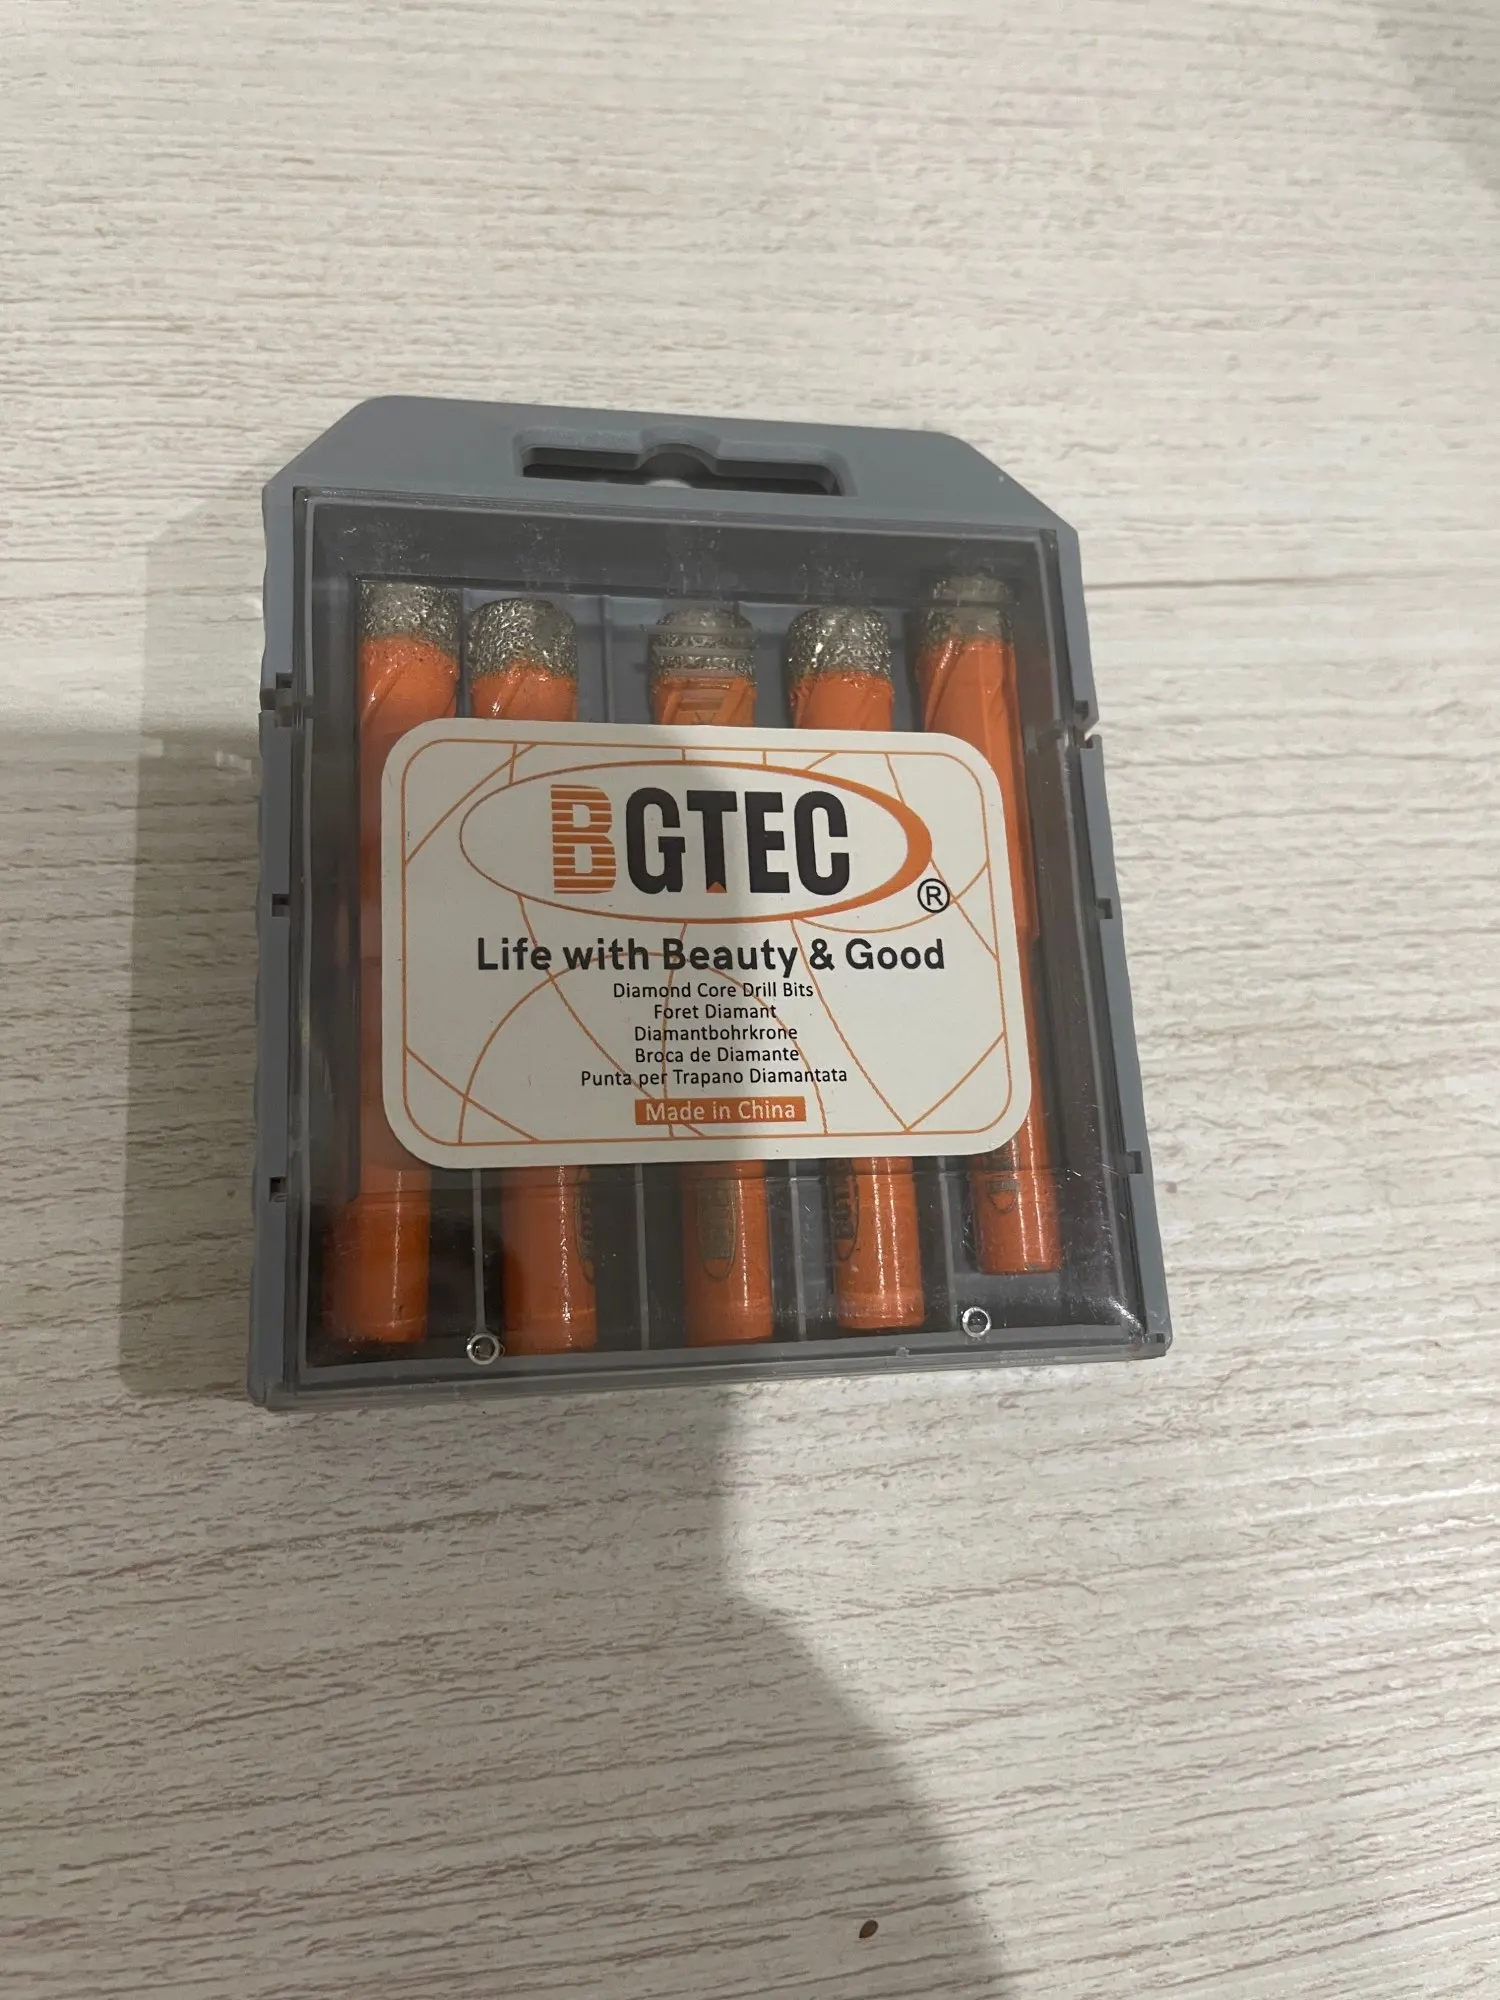 BGTEC
®
Life with Beauty & Good
Diamond Core Drill Bits
Foret Diamant
Diamantbohrkrone
Broca de Diamante
Punta per Trapano Diamantata
Made in China